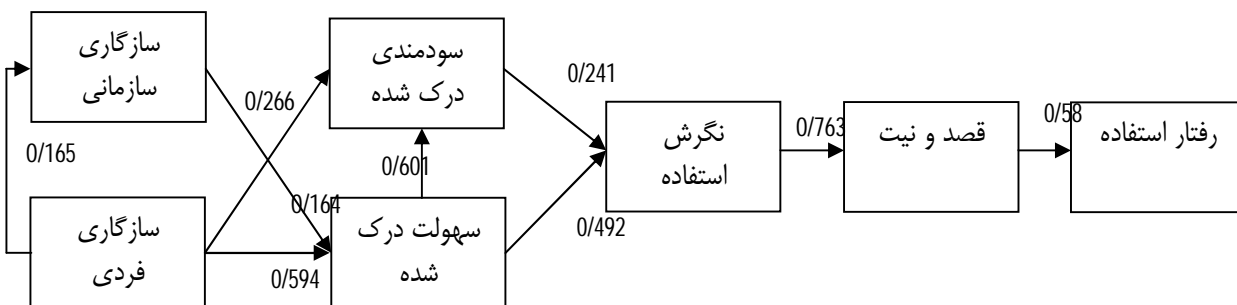 سازگاری
سازمانی
سودمندی
درک شده
0/241
0/266
نگرش
استفاده
0/763
قصد و نیت
0/58
رفتار استفاده
0/165
0/601
سازگاری
فردی
0/164
سهولت درک
شده
0/492
0/594